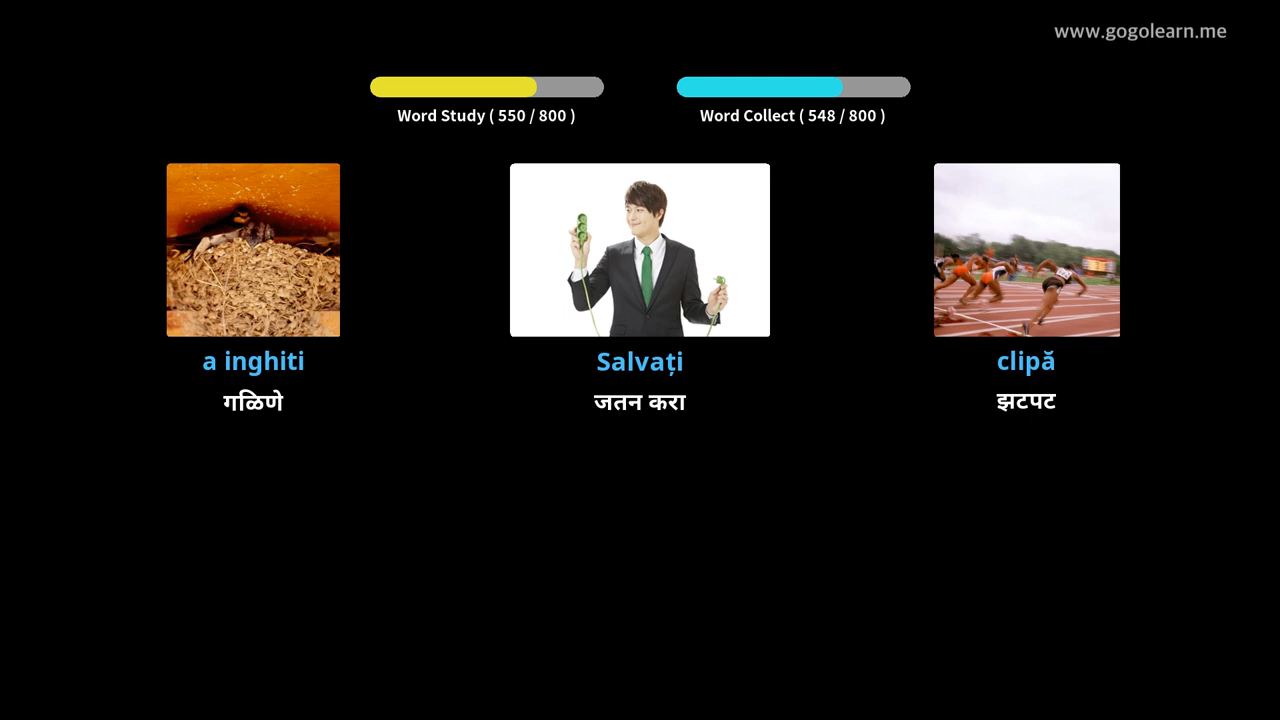 www.gogolearn.me
Word Study ( 550 / 800 )
Word Collect ( 548 / 800 )
a inghiti
Salvați
clipă
गळिणे
जतन करा
झटपट